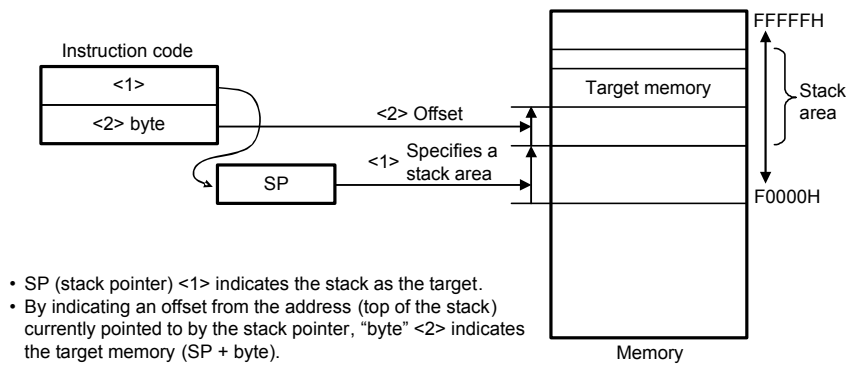 FFFFFH
Instruction code
<1>
<2> byte
Target memory
Stack
area
<2> Offset
<1> Specifies a
stack area
SP
F0000H
• SP (stack pointer) <1> indicates the stack as the target.
• By indicating an offset from the address (top of the stack)
currently pointed to by the stack pointer, “byte” <2> indicates
the target memory (SP + byte).
Memory